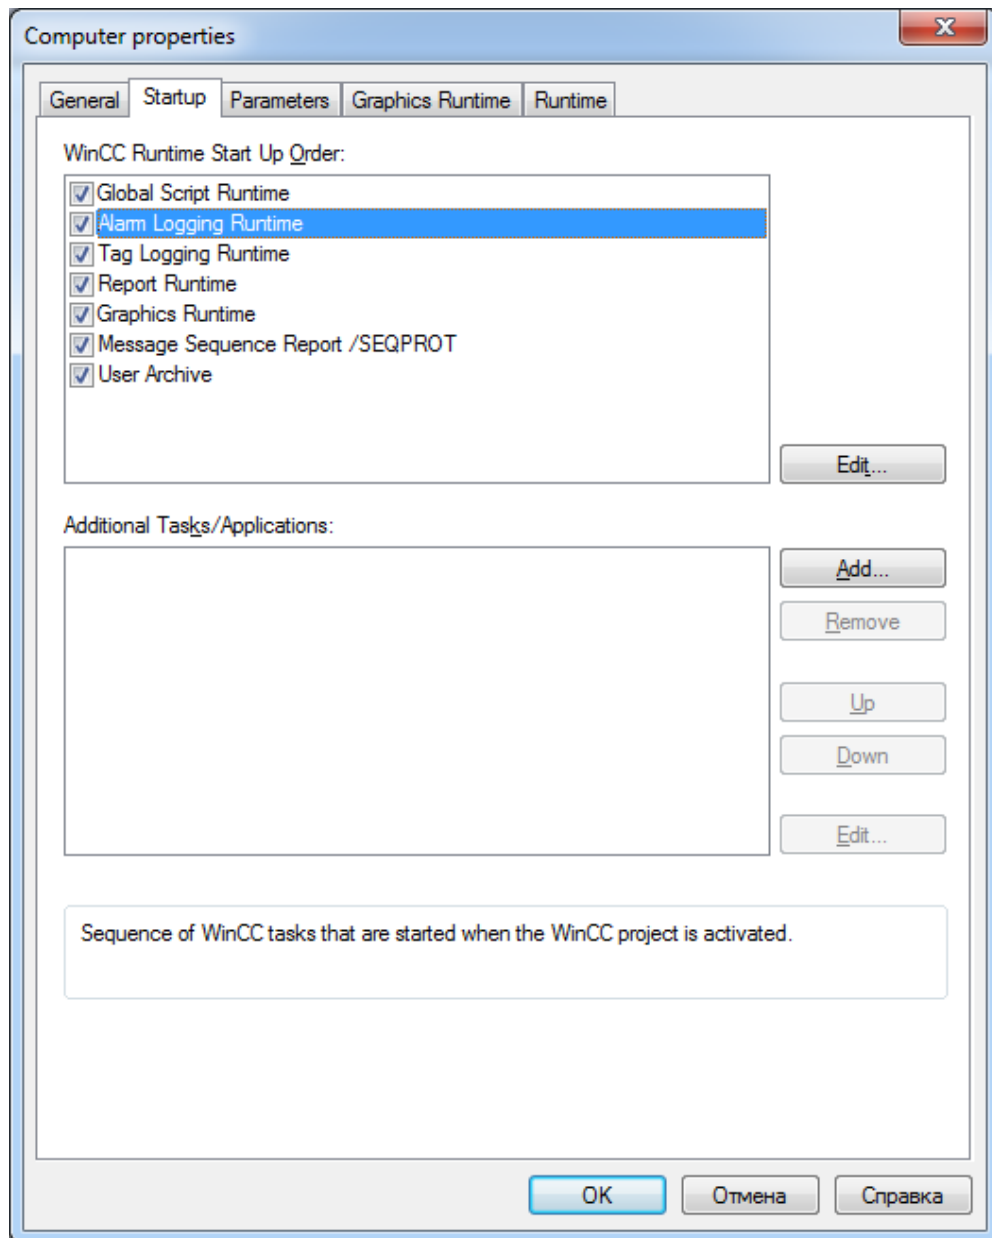 Computer properties
General Startup Parameters Graphics Runtime Runtime
WinCC Runtime Start Up Order:
Global Script Runtime
Alarm Logging Runtime
Tag Logging Runtime
Report Runtime
Graphics Runtime
Message Sequence Report /SEQPROT
User Archive
Edit...
Additional Tasks/Applications:
Add...
Remove
Up
Down
Edit...
Sequence of WinCC tasks that are started when the WinCC project is activated.
OK Отмена Справка